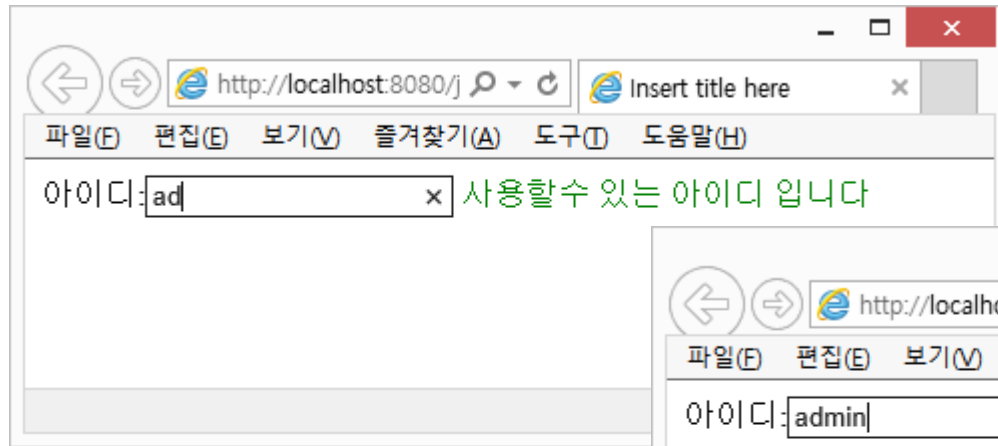 http://localhost:8080/j
Insert title here
파일(F) 편집(E) 보기(V) 즐겨찾기(A) 도구(T) 도움말(H)
아이디:ad 사용할수 있는 아이디 입니다
http://localho
파일(F) 편집(E) 보기(V)
아이디:admin